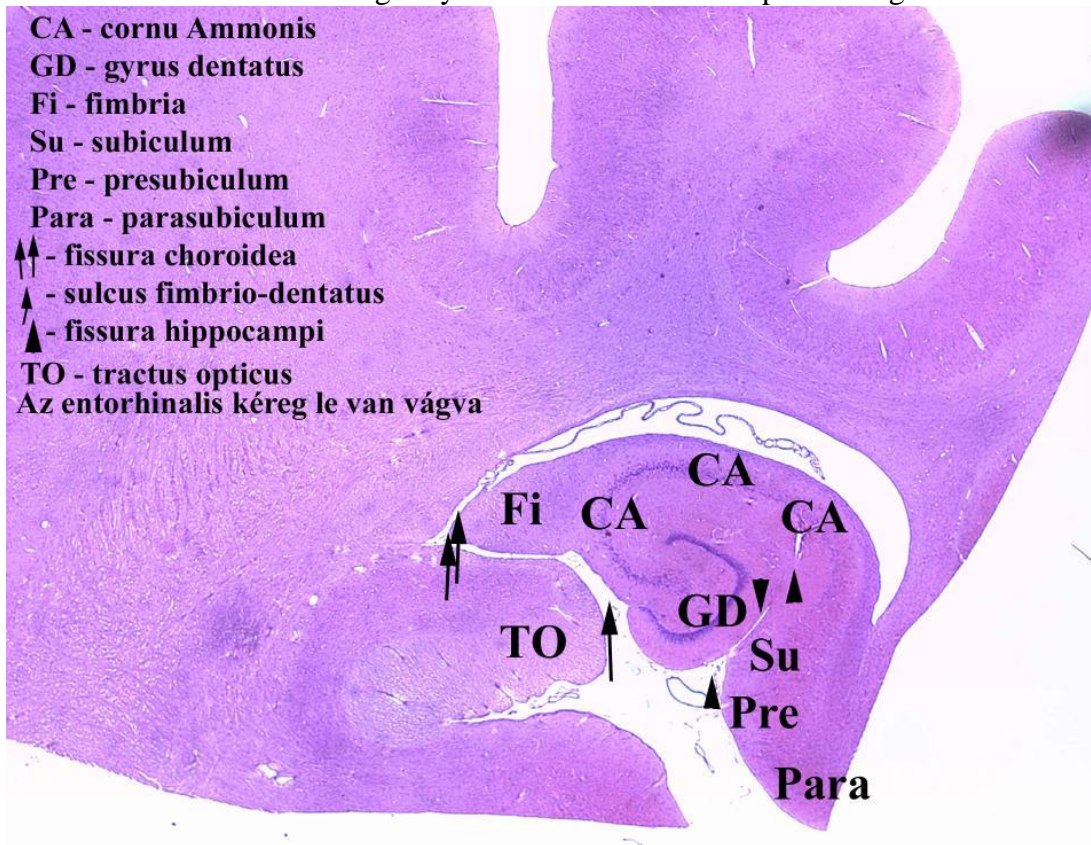 CA - cornu Ammonis
GD - gyrus dentatus
Fi - fimbria
Su - subiculum
Pre - presubiculum
Para - parasubiculum
- fissura choroidea
- sulcus fimbrio-dentatus
- fissura hippocampi
TO - tractus opticus
Az entorhinalis kéreg le van vágva
CA
Fi CA CA
GD
TO Su
Pre
Para